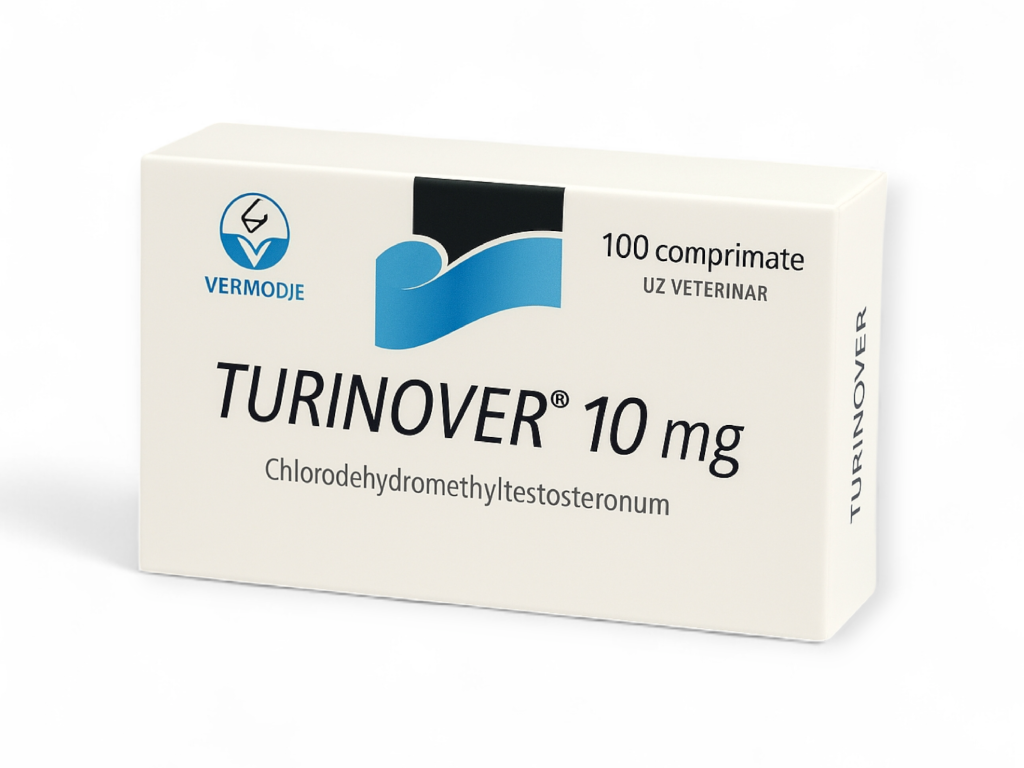 VERMODJE
100 comprimate
UZ VETERINAR
TURINOVER® 10 mg
Chlorodehydromethyltestosteronum
TURINOVER